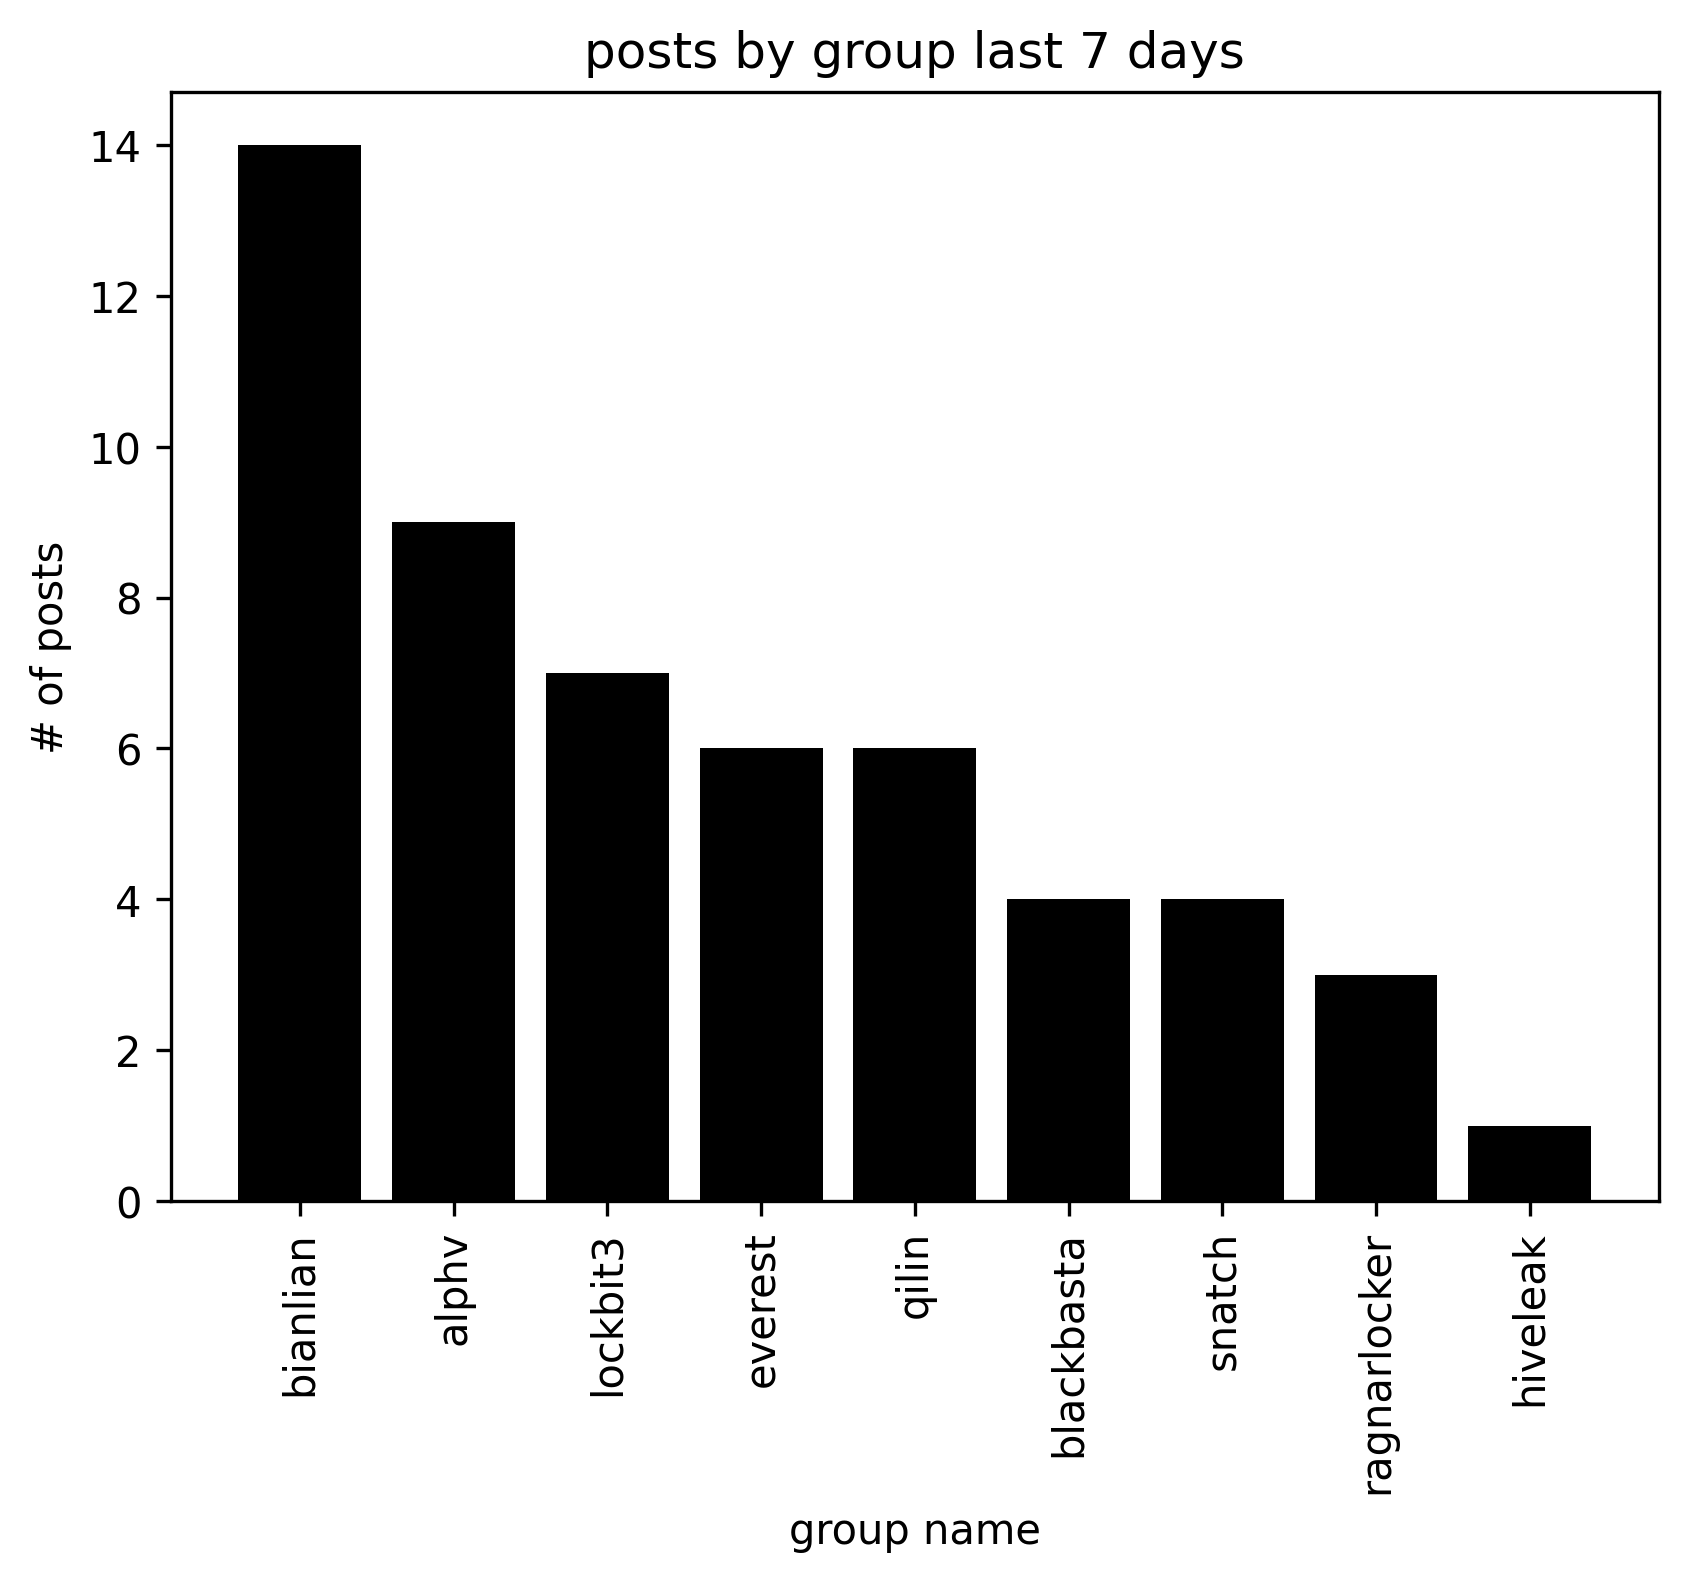 posts by group last 7 days
14
12
10
8
6
4
2
0
# of posts
bianlian
alphv
lockbit3
everest
qilin
blackbasta
snatch
ragnarlocker
hiveleak
group name